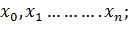 x₀, x₁ … … … . xₙ;